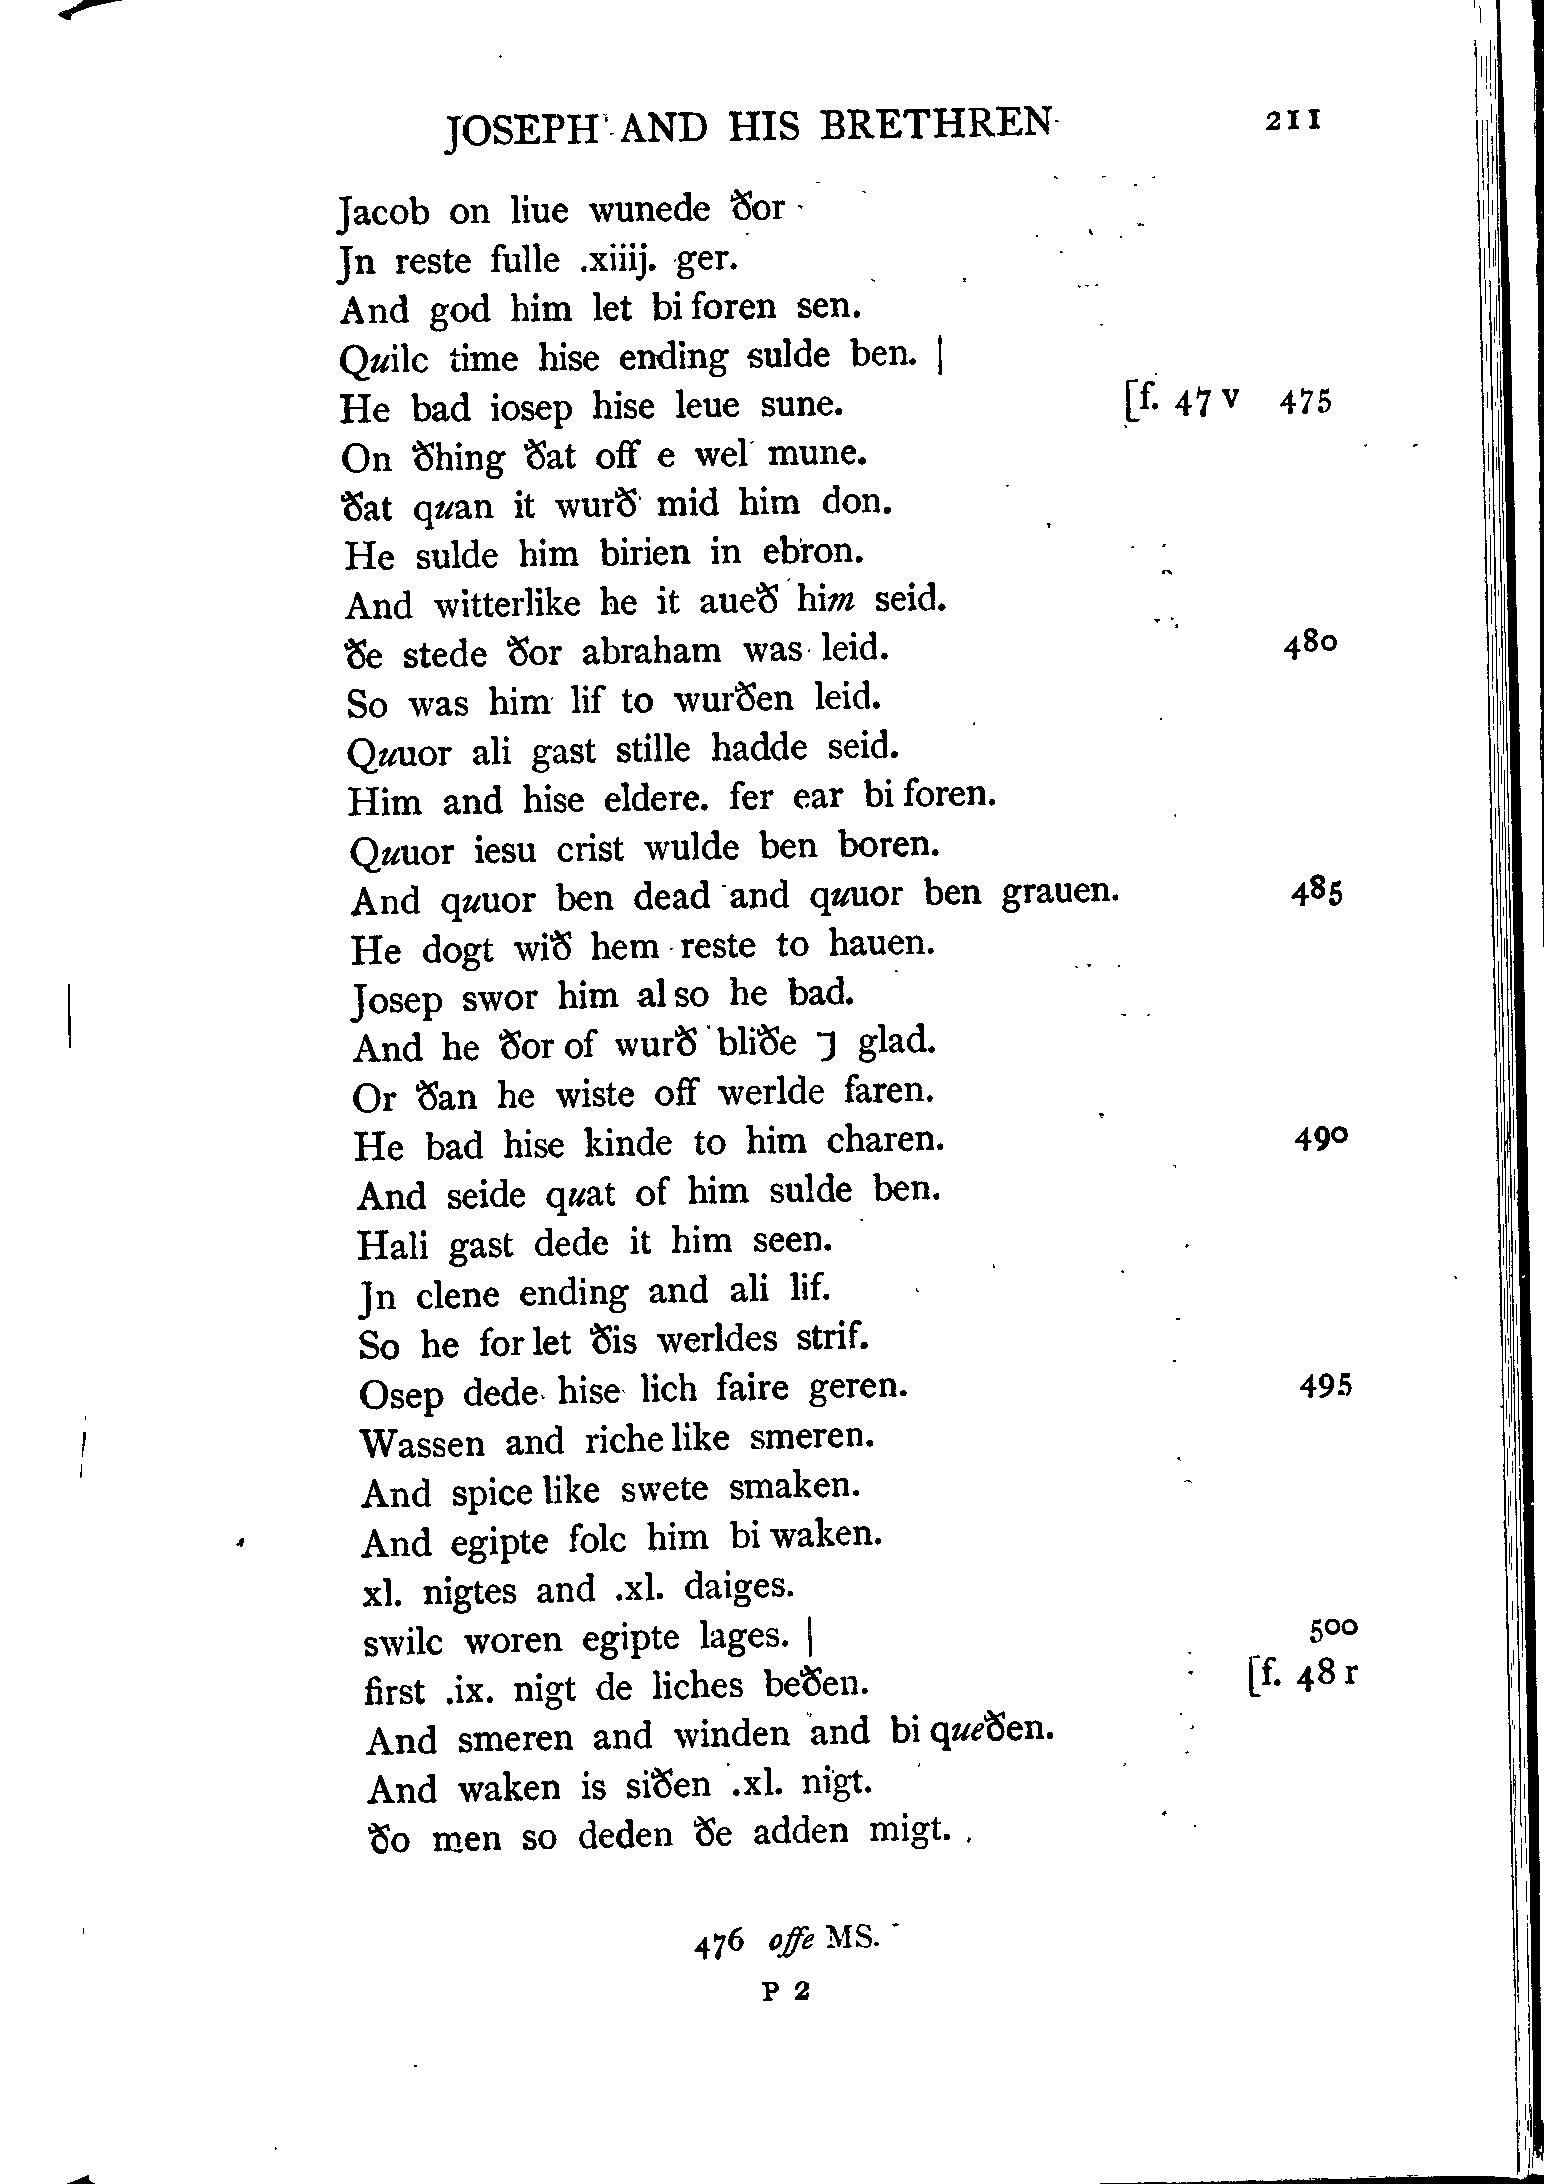 JOSEPH AND HIS BRETHREN 211
Jacob on liue wunede ðor
Jn reste fulle .xiiij. ger.
And god him let bi foren sen.
Quilc time hise ending sulde ben. |
He bad iosep hise leue sune. [f. 47 v 475
On ðhing ðat off e wel mune.
ðat quan it wurð mid him don.
He sulde him birien in ebron.
And witterlike he it aueð him seid.
ðe stede ðor abraham was leid. 480
So was him lif to wurðen leid.
Quuor ali gast stille hadde seid.
Him and hise eldere. fer ear bi foren.
Quuor iesu crist wulde ben boren.
And quuor ben dead and quuor ben grauen. 485
He dogt wið hem reste to hauen.
Josep swor him al so he bad.
And he ðor of wurð bliðe ⁊ glad.
Or ðan he wiste off werlde faren.
He bad hise kinde to him charen. 490
And seide quat of him sulde ben.
Hali gast dede it him seen.
Jn clene ending and ali lif.
So he for let ðis werldes strif.
Osep dede hise lich faire geren. 495
Wassen and riche like smeren.
And spice like swete smaken.
And egipte folc him bi waken.
xl. nigtes and .xl. daiges.
swilc woren egipte lages. | 500
first .ix. nigt de liches beðen. [f. 48 r
And smeren and winden and bi queðen.
And waken is siðen .xl. nigt.
ðo men so deden ðe adden migt.
476 offe MS.
P 2